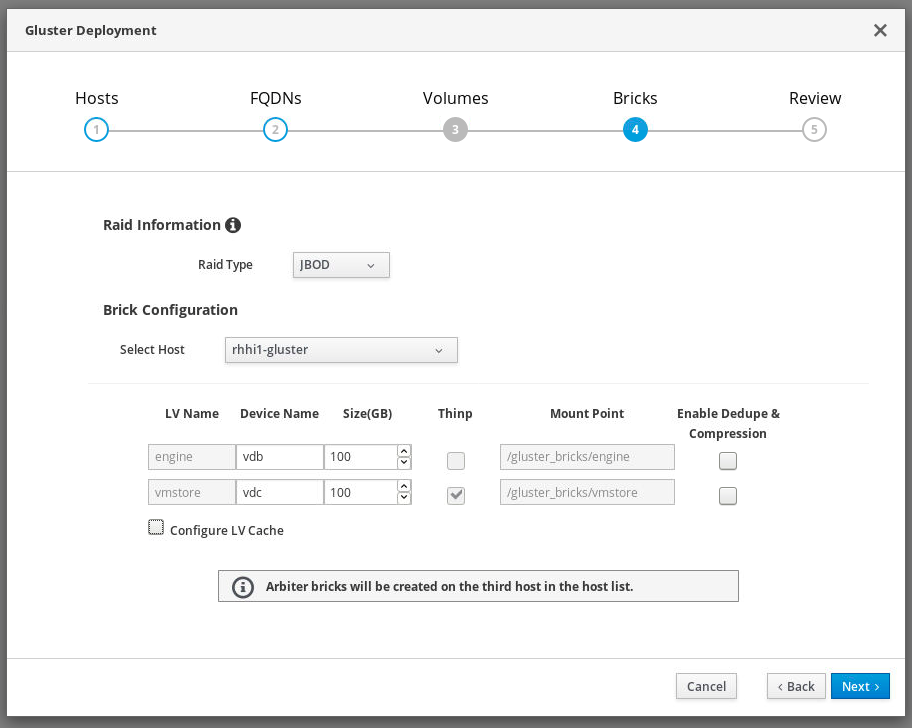 Gluster Deployment
Hosts FQDNs Volumes Bricks Review
1 2 3 4 5
Raid Information
Raid Type JBOD
Brick Configuration
Select Host rhhi1-gluster
LV Name Device Name Size(GB) Thinp Mount Point Enable Dedupe &
Compression
engine vdb 100 /gluster_bricks/engine
vmstore vdc 100 /gluster_bricks/vmstore
Configure LV Cache
Arbiter bricks will be created on the third host in the host list.
Cancel ‹ Back Next ›